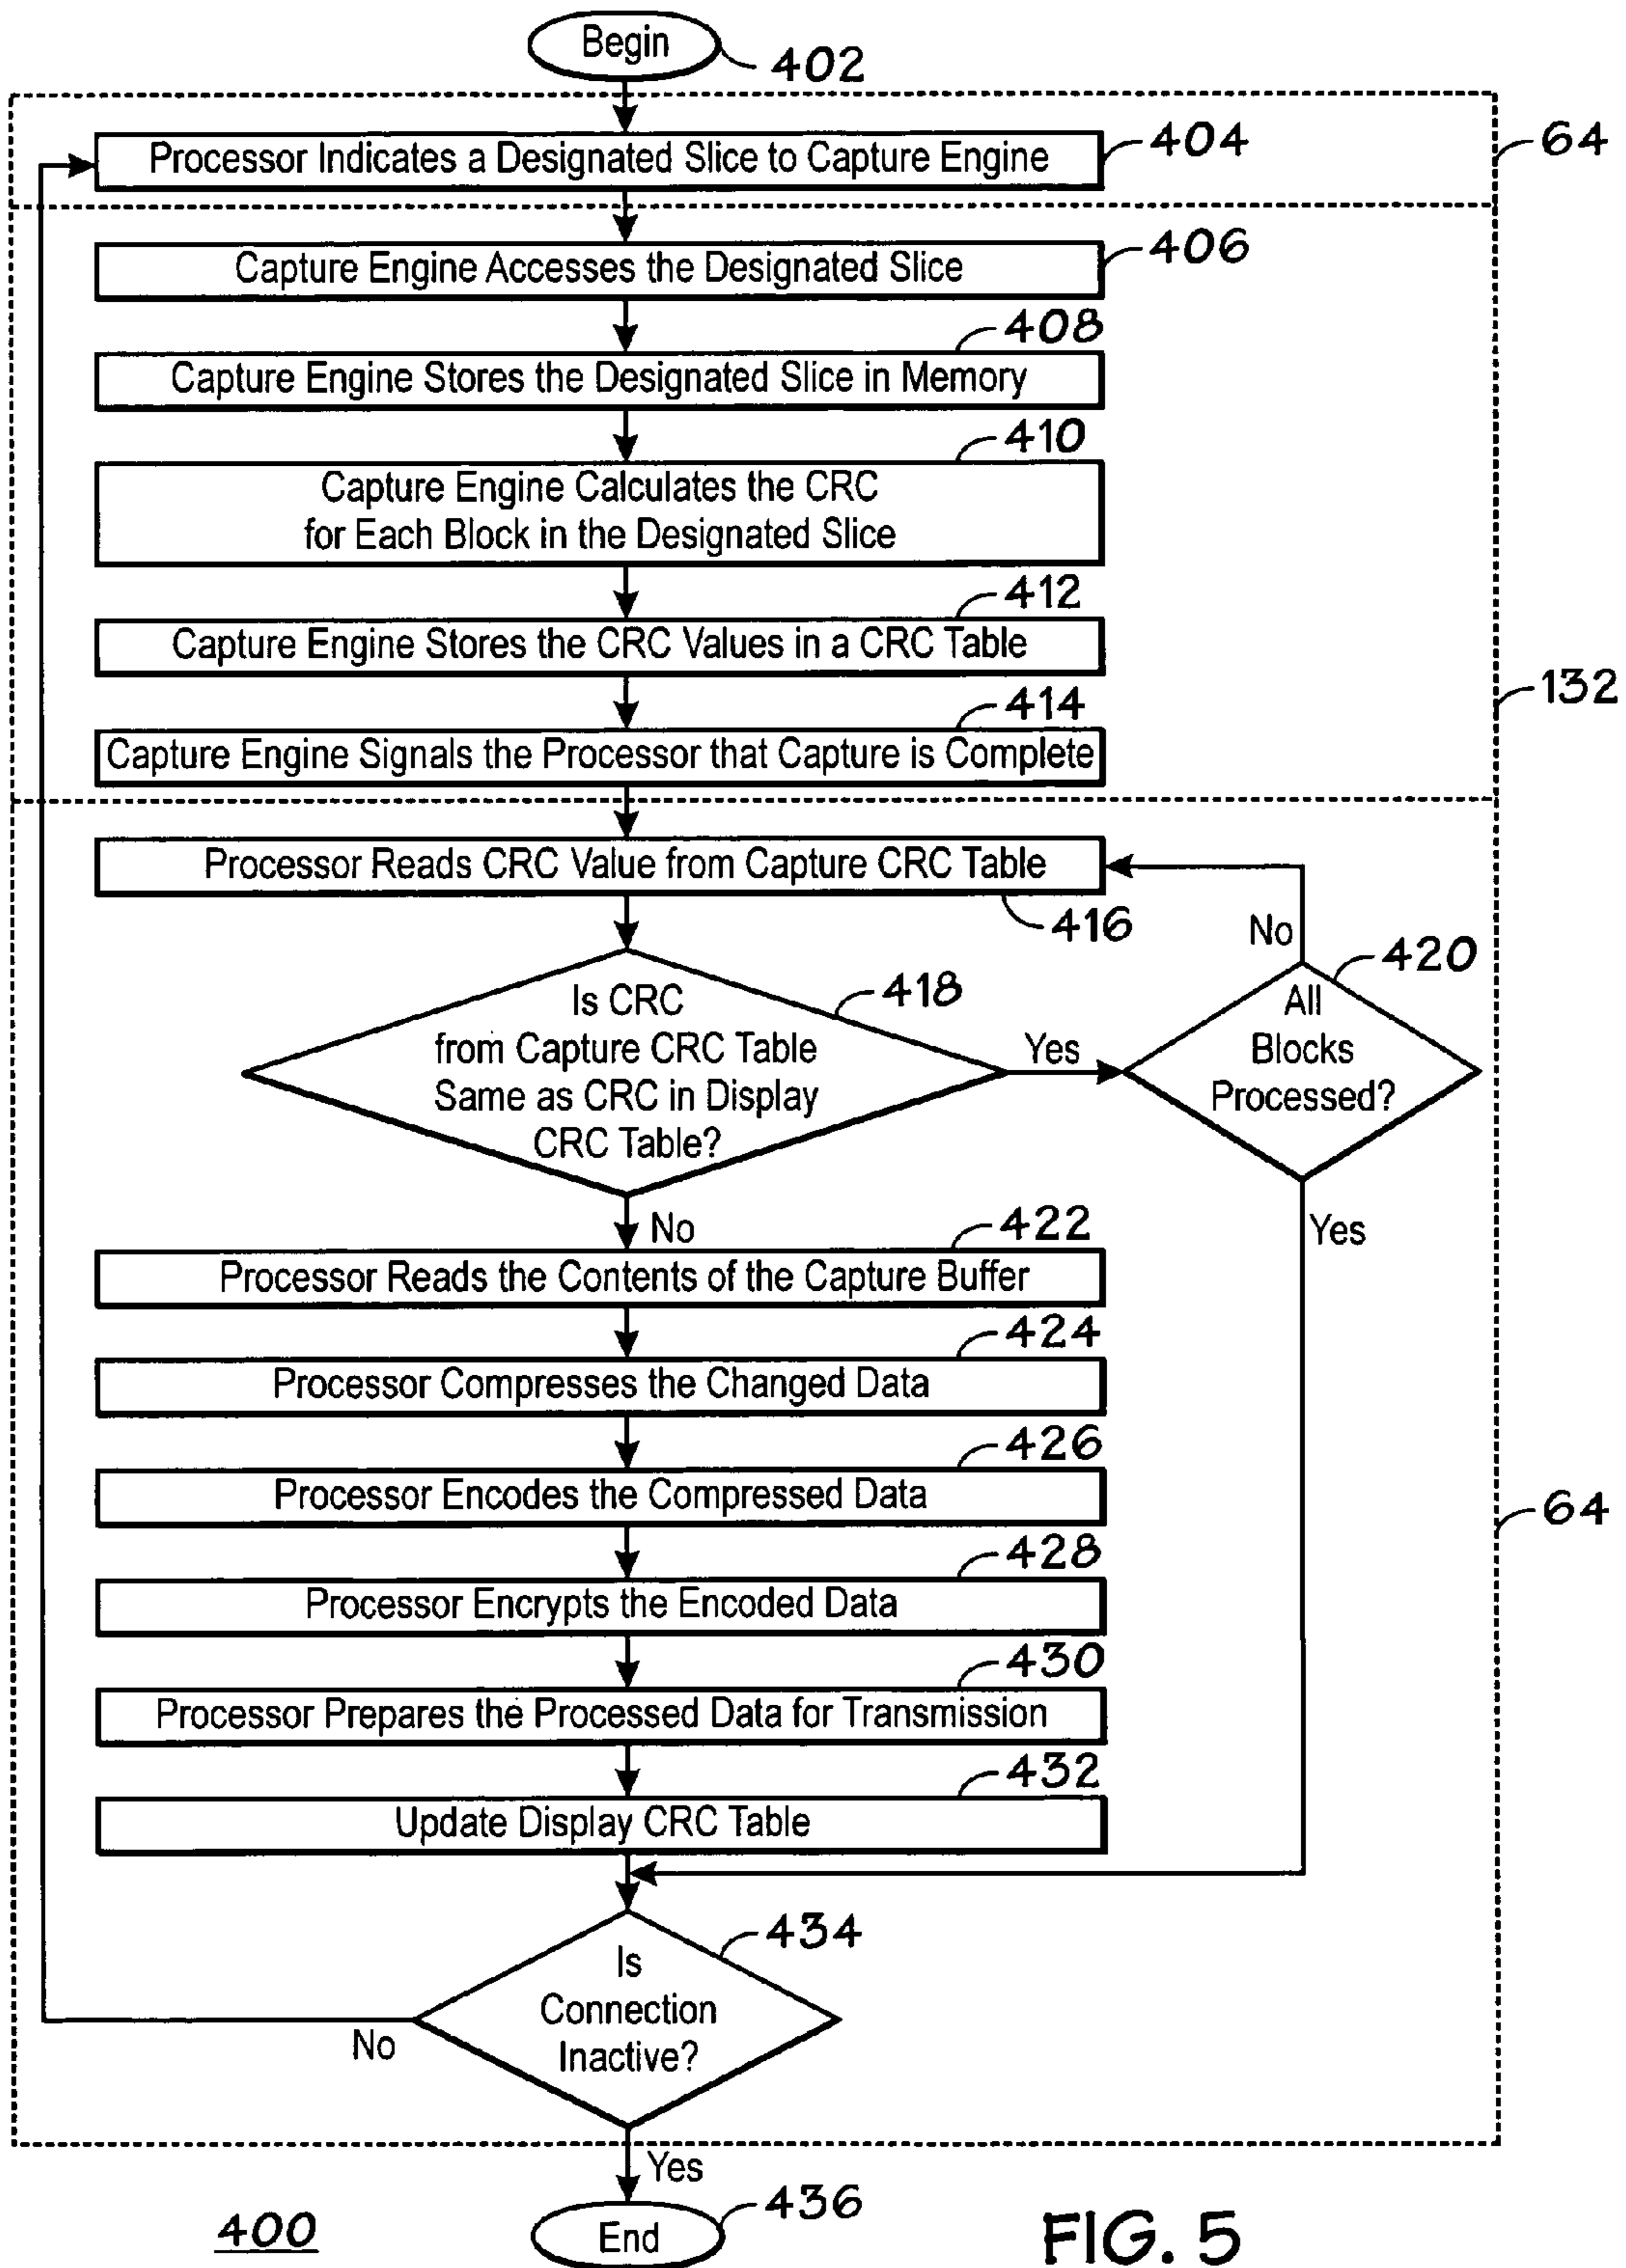 Begin
402
Processor Indicates a Designated Slice to Capture Engine
404
64
Capture Engine Accesses the Designated Slice
406
408
Capture Engine Stores the Designated Slice in Memory
410
Capture Engine Calculates the CRC
for Each Block in the Designated Slice
412
Capture Engine Stores the CRC Values in a CRC Table
132
414
Capture Engine Signals the Processor that Capture is Complete
Processor Reads CRC Value from Capture CRC Table
416
No
420
Is CRC
from Capture CRC Table
Same as CRC in Display
CRC Table?
418
Yes
All
Blocks
Processed?
No
Yes
422
Processor Reads the Contents of the Capture Buffer
424
Processor Compresses the Changed Data
426
Processor Encodes the Compressed Data
64
428
Processor Encrypts the Encoded Data
430
Processor Prepares the Processed Data for Transmission
432
Update Display CRC Table
434
Is
Connection
Inactive?
No
Yes
436
End
400
FIG. 5